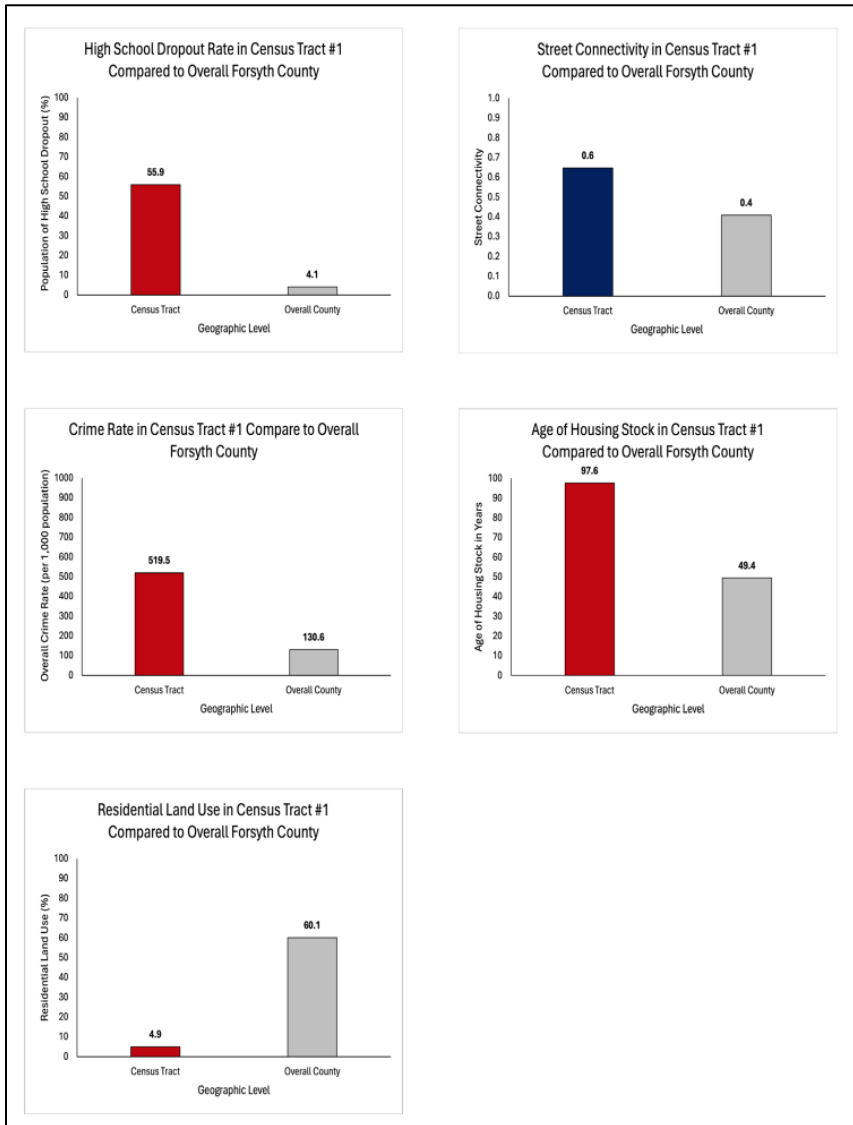 High School Dropout Rate in Census Tract #1
Compared to Overall Forsyth County
Population of High School Dropout (%)
100
90
80
70
60
50
40
30
20
10
0
55.9
4.1
Census Tract
Overall County
Geographic Level
Street Connectivity in Census Tract #1
Compared to Overall Forsyth County
Street Connectivity
1.0
0.9
0.8
0.7
0.6
0.5
0.4
0.3
0.2
0.1
0.0
0.6
0.4
Census Tract
Overall County
Geographic Level
Crime Rate in Census Tract #1 Compare to Overall
Forsyth County
Overall Crime Rate (per 1,000 population)
1000
900
800
700
600
500
400
300
200
100
0
519.5
130.6
Census Tract
Overall County
Geographic Level
Age of Housing Stock in Census Tract #1
Compared to Overall Forsyth County
Age of Housing Stock in Years
100
90
80
70
60
50
40
30
20
10
0
97.6
49.4
Census Tract
Overall County
Geographic Level
Residential Land Use in Census Tract #1
Compared to Overall Forsyth County
Residential Land Use (%)
100
90
80
70
60
50
40
30
20
10
0
4.9
60.1
Census Tract
Overall County
Geographic Level